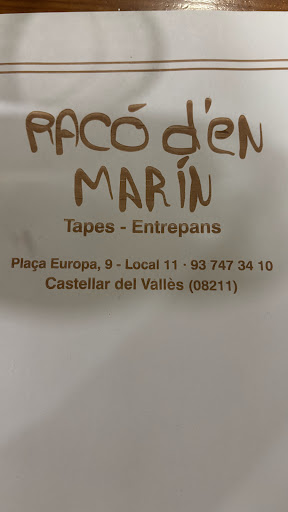 RACÓ d'EN
MARÍN
Tapes - Entrepans
Plaça Europa, 9 - Local 11 · 93 747 34 10
Castellar del Vallès (08211)